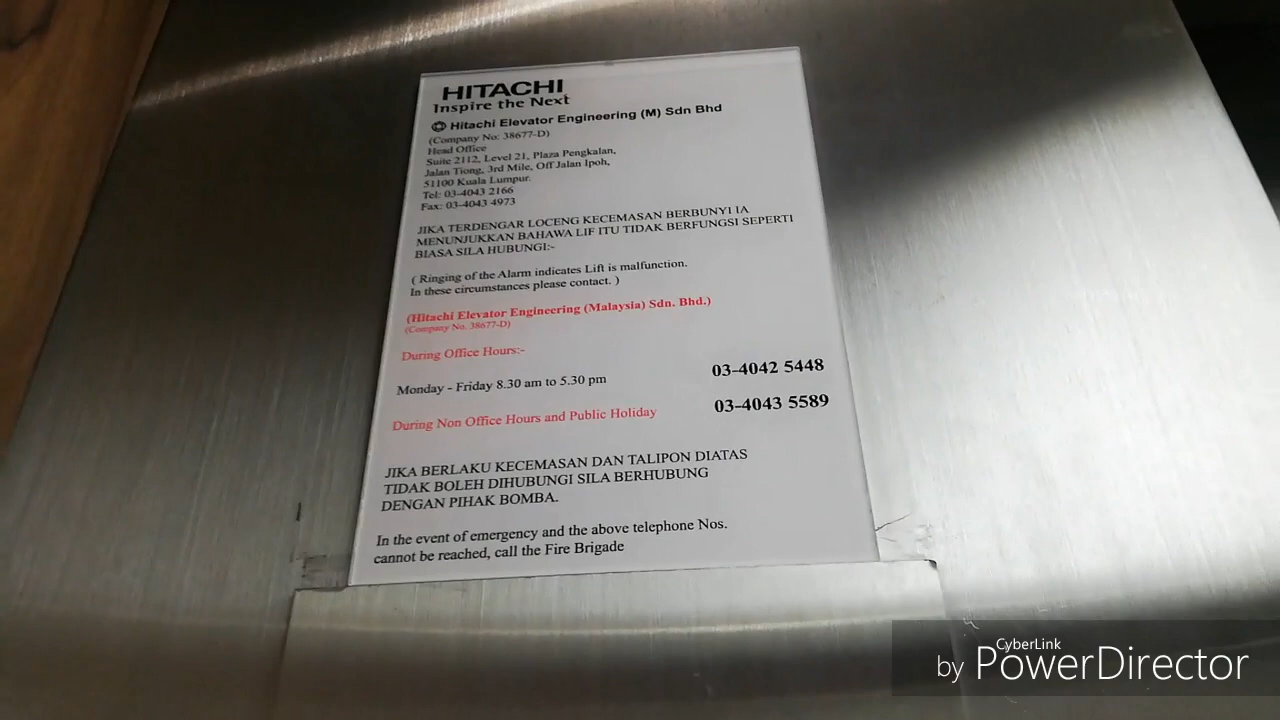 HITACHI
Inspire the Next
Hitachi Elevator Engineering (M) Sdn Bhd
(Company No: 38677-D)
Head Office
Suite 2112, Level 21, Plaza Pengkalan,
Jalan Tiong, 3rd Mile, Off Jalan Ipoh,
51100 Kuala Lumpur.
Tel: 03-4043 2166
Fax: 03-4043 4973
JIKA TERDENGAR LOCENG KECEMASAN BERBUNYI IA
MENUNJUKKAN BAHAWA LIF ITU TIDAK BERFUNGSI SEPERTI
BIASA SILA HUBUNGI:-
( Ringing of the Alarm indicates Lift is malfunction.
In these circumstances please contact. )
(Hitachi Elevator Engineering (Malaysia) Sdn. Bhd.)
(Company No. 38677-D)
During Office Hours:-
Monday - Friday 8.30 am to 5.30 pm 03-4042 5448
During Non Office Hours and Public Holiday 03-4043 5589
JIKA BERLAKU KECEMASAN DAN TALIPON DIATAS
TIDAK BOLEH DIHUBUNGI SILA BERHUBUNG
DENGAN PIHAK BOMBA.
In the event of emergency and the above telephone Nos.
cannot be reached, call the Fire Brigade
CyberLink
by PowerDirector